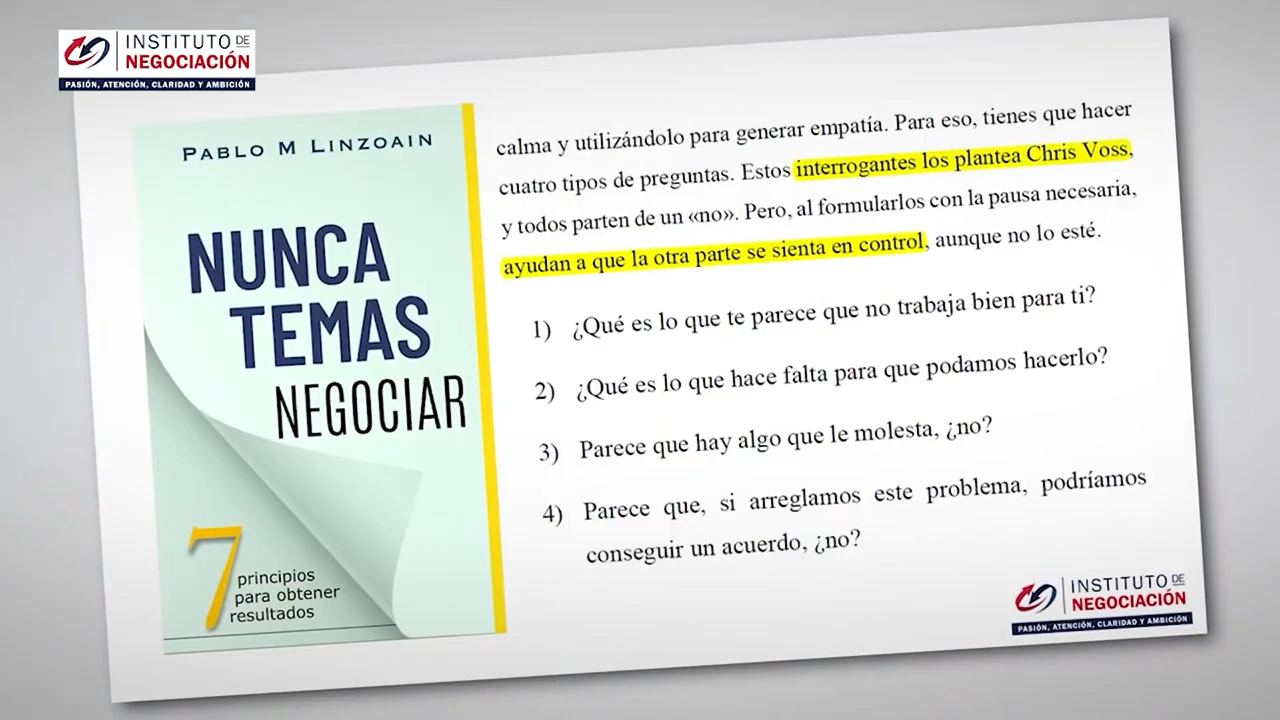 INSTITUTO DE
NEGOCIACIÓN
PASIÓN, ATENCIÓN, CLARIDAD Y AMBICIÓN
PABLO M LINZOAIN
NUNCA
TEMAS
NEGOCIAR
7
principios
para obtener
resultados
calma y utilizándolo para generar empatía. Para eso, tienes que hacer
cuatro tipos de preguntas. Estos interrogantes los plantea Chris Voss,
y todos parten de un «no». Pero, al formularlos con la pausa necesaria,
ayudan a que la otra parte se sienta en control, aunque no lo esté.
1) ¿Qué es lo que te parece que no trabaja bien para ti?
2) ¿Qué es lo que hace falta para que podamos hacerlo?
3) Parece que hay algo que le molesta, ¿no?
4) Parece que, si arreglamos este problema, podríamos
conseguir un acuerdo, ¿no?
INSTITUTO DE
NEGOCIACIÓN
PASIÓN, ATENCIÓN, CLARIDAD Y AMBICIÓN